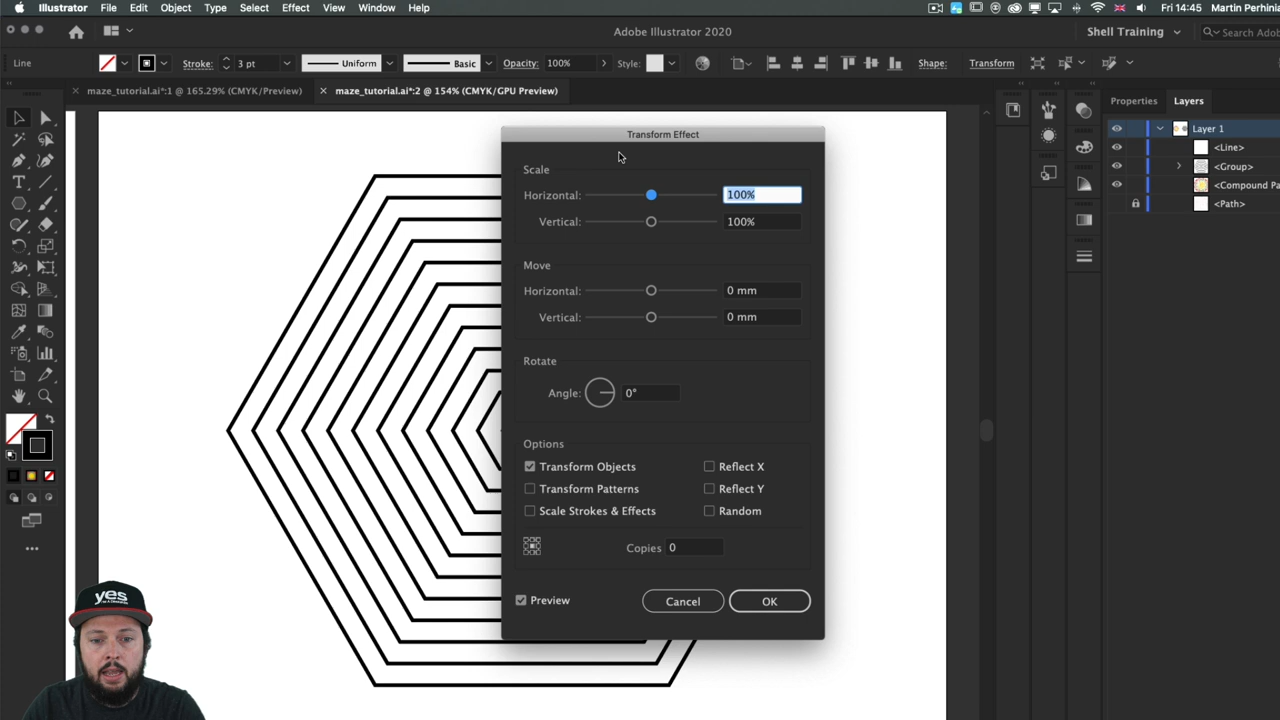 Illustrator File Edit Object Type Select Effect View Window Help Fri 14:45 Martin Perhinia
Adobe Illustrator 2020 Shell Training Search Adob
Line Stroke: 3 pt Uniform Basic Opacity: 100% Style: Shape: Transform
maze_tutorial.ai*:1 @ 165.29% (CMYK/Preview) maze_tutorial.ai*:2 @ 154% (CMYK/GPU Preview)
Properties Layers
Layer 1
<Line>
<Group>
<Compound Pa
<Path>
Transform Effect
Scale
Horizontal: 100%
Vertical: 100%
Move
Horizontal: 0 mm
Vertical: 0 mm
Rotate
Angle: 0°
Options
Transform Objects Reflect X
Transform Patterns Reflect Y
Scale Strokes & Effects Random
Copies 0
Preview Cancel OK
yes